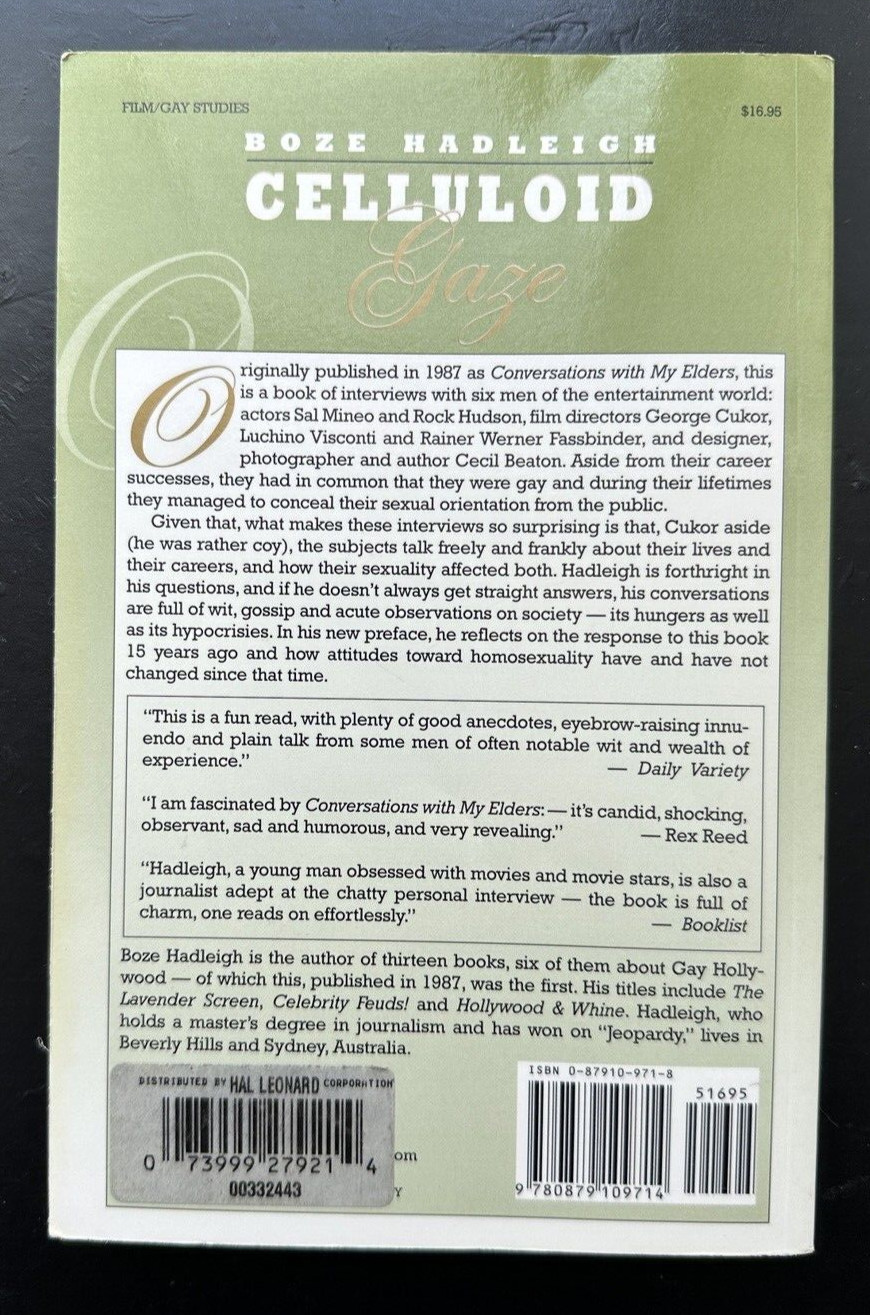 FILM/GAY STUDIES
$16.95
BOZE HADLEIGH
CELLULOID
Gaze
Originally published in 1987 as Conversations with My Elders, this
is a book of interviews with six men of the entertainment world:
actors Sal Mineo and Rock Hudson, film directors George Cukor,
Luchino Visconti and Rainer Werner Fassbinder, and designer,
photographer and author Cecil Beaton. Aside from their career
successes, they had in common that they were gay and during their lifetimes
they managed to conceal their sexual orientation from the public.
Given that, what makes these interviews so surprising is that, Cukor aside
(he was rather coy), the subjects talk freely and frankly about their lives and
their careers, and how their sexuality affected both. Hadleigh is forthright in
his questions, and if he doesn't always get straight answers, his conversations
are full of wit, gossip and acute observations on society — its hungers as well
as its hypocrisies. In his new preface, he reflects on the response to this book
15 years ago and how attitudes toward homosexuality have and have not
changed since that time.
“This is a fun read, with plenty of good anecdotes, eyebrow-raising innu-
endo and plain talk from some men of often notable wit and wealth of
experience.” — Daily Variety
“I am fascinated by Conversations with My Elders:— it's candid, shocking,
observant, sad and humorous, and very revealing.” — Rex Reed
“Hadleigh, a young man obsessed with movies and movie stars, is also a
journalist adept at the chatty personal interview — the book is full of
charm, one reads on effortlessly.” — Booklist
Boze Hadleigh is the author of thirteen books, six of them about Gay Holly-
wood — of which this, published in 1987, was the first. His titles include The
Lavender Screen, Celebrity Feuds! and Hollywood & Whine. Hadleigh, who
holds a master's degree in journalism and has won on “Jeopardy,” lives in
Beverly Hills and Sydney, Australia.
DISTRIBUTED BY HAL LEONARD CORPORATION
0 73999 27921 4
00332443
om
Y
ISBN 0-87910-971-8
51695
9 780879 109714